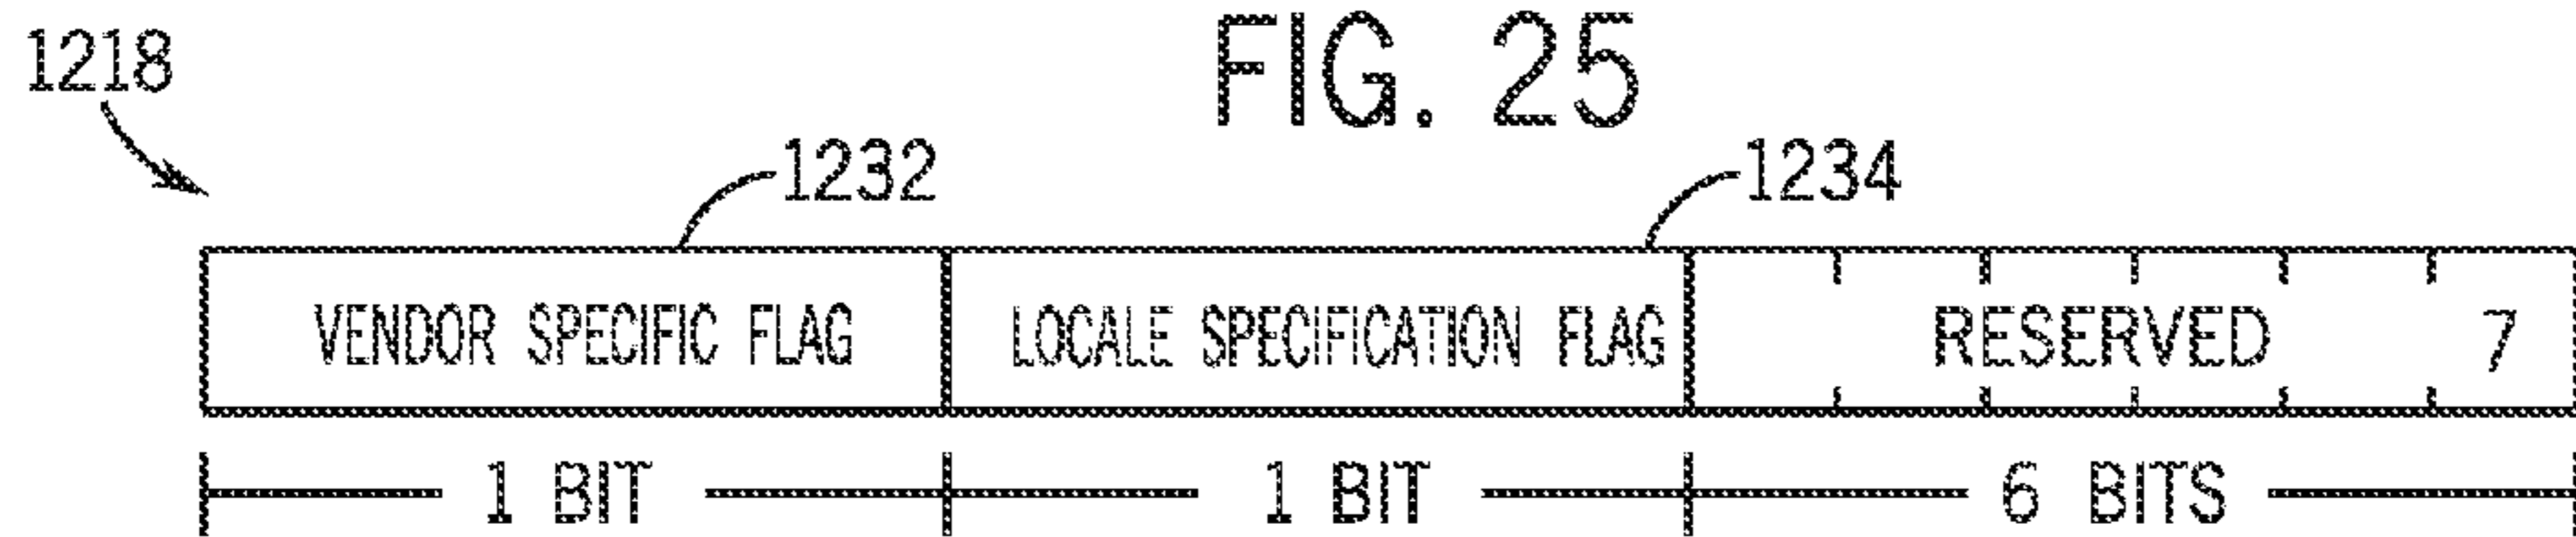 FIG. 25
1218
1232
1234
VENDOR SPECIFIC FLAG
LOCALE SPECIFICATION FLAG
RESERVED
7
1 BIT
1 BIT
6 BITS